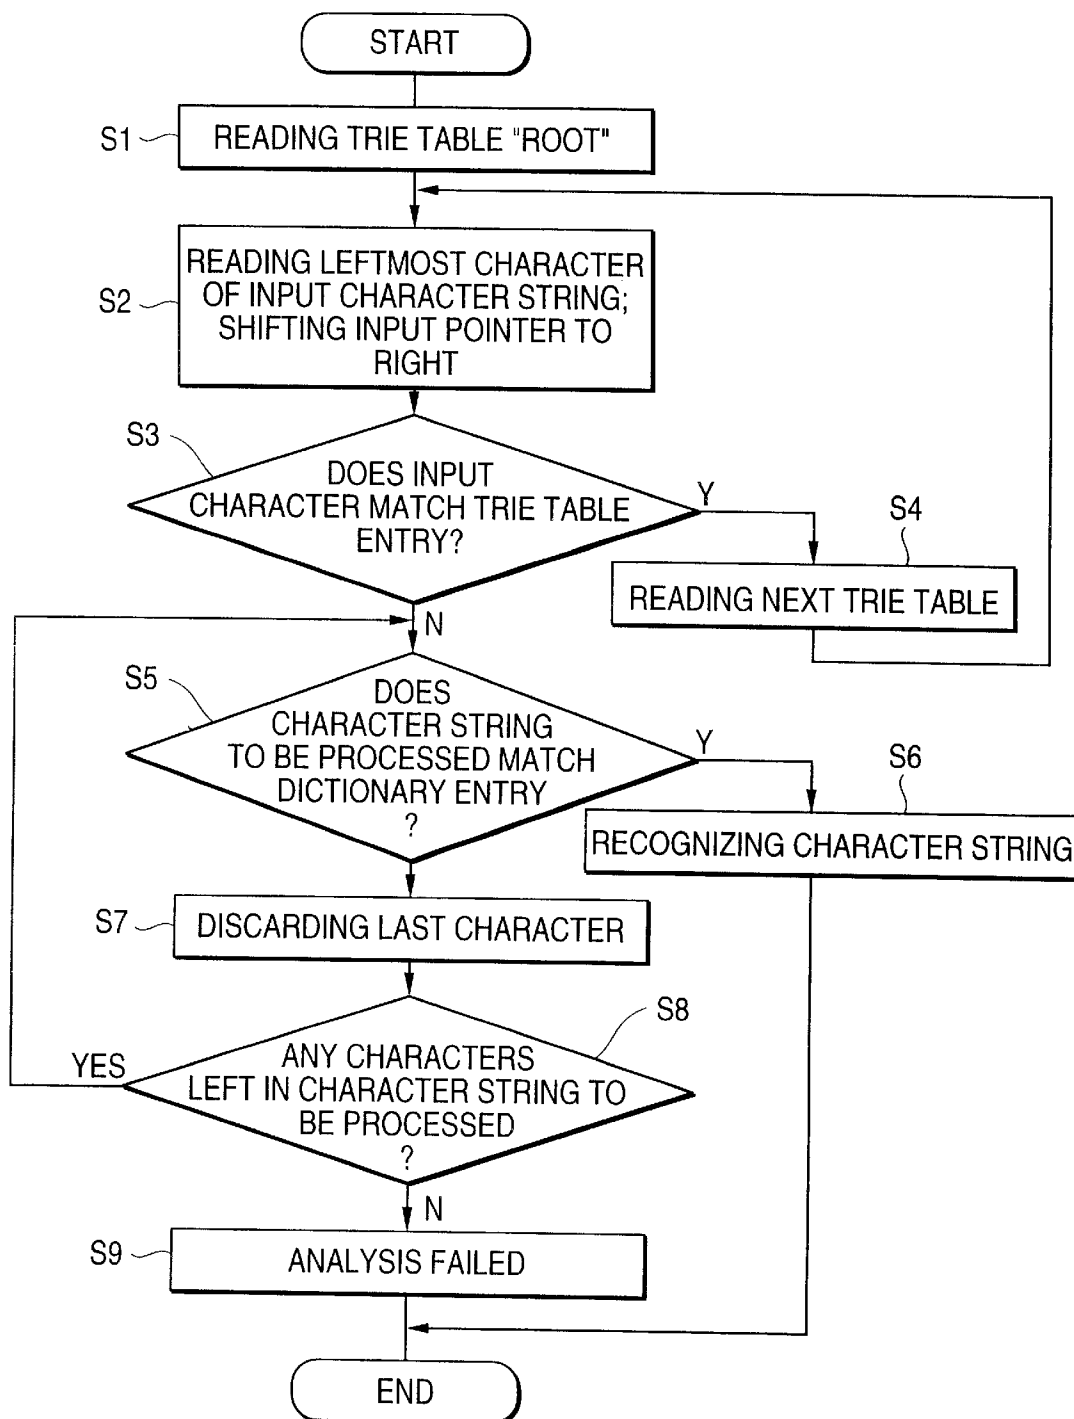 START
S1
READING TRIE TABLE "ROOT"
S2
READING LEFTMOST CHARACTER
OF INPUT CHARACTER STRING;
SHIFTING INPUT POINTER TO
RIGHT
S3
DOES INPUT
CHARACTER MATCH TRIE TABLE
ENTRY?
Y
S4
READING NEXT TRIE TABLE
N
S5
DOES
CHARACTER STRING
TO BE PROCESSED MATCH
DICTIONARY ENTRY
?
Y
S6
RECOGNIZING CHARACTER STRING
S7
DISCARDING LAST CHARACTER
S8
YES
ANY CHARACTERS
LEFT IN CHARACTER STRING TO
BE PROCESSED
?
N
S9
ANALYSIS FAILED
END